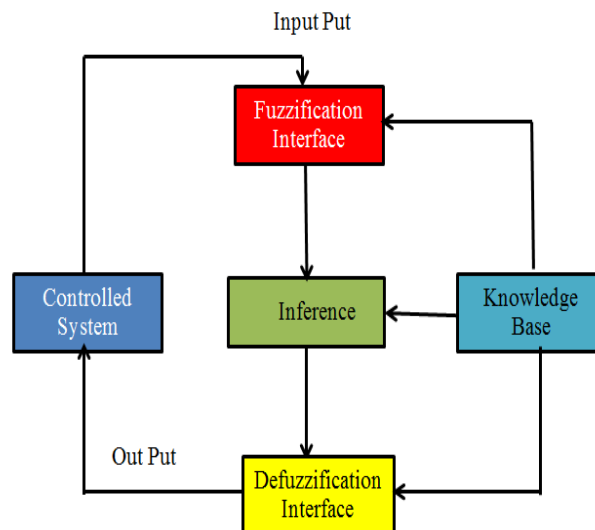 Input Put
Fuzzification
Interface
Controlled
System
Inference
Knowledge
Base
Out Put
Defuzzification
Interface